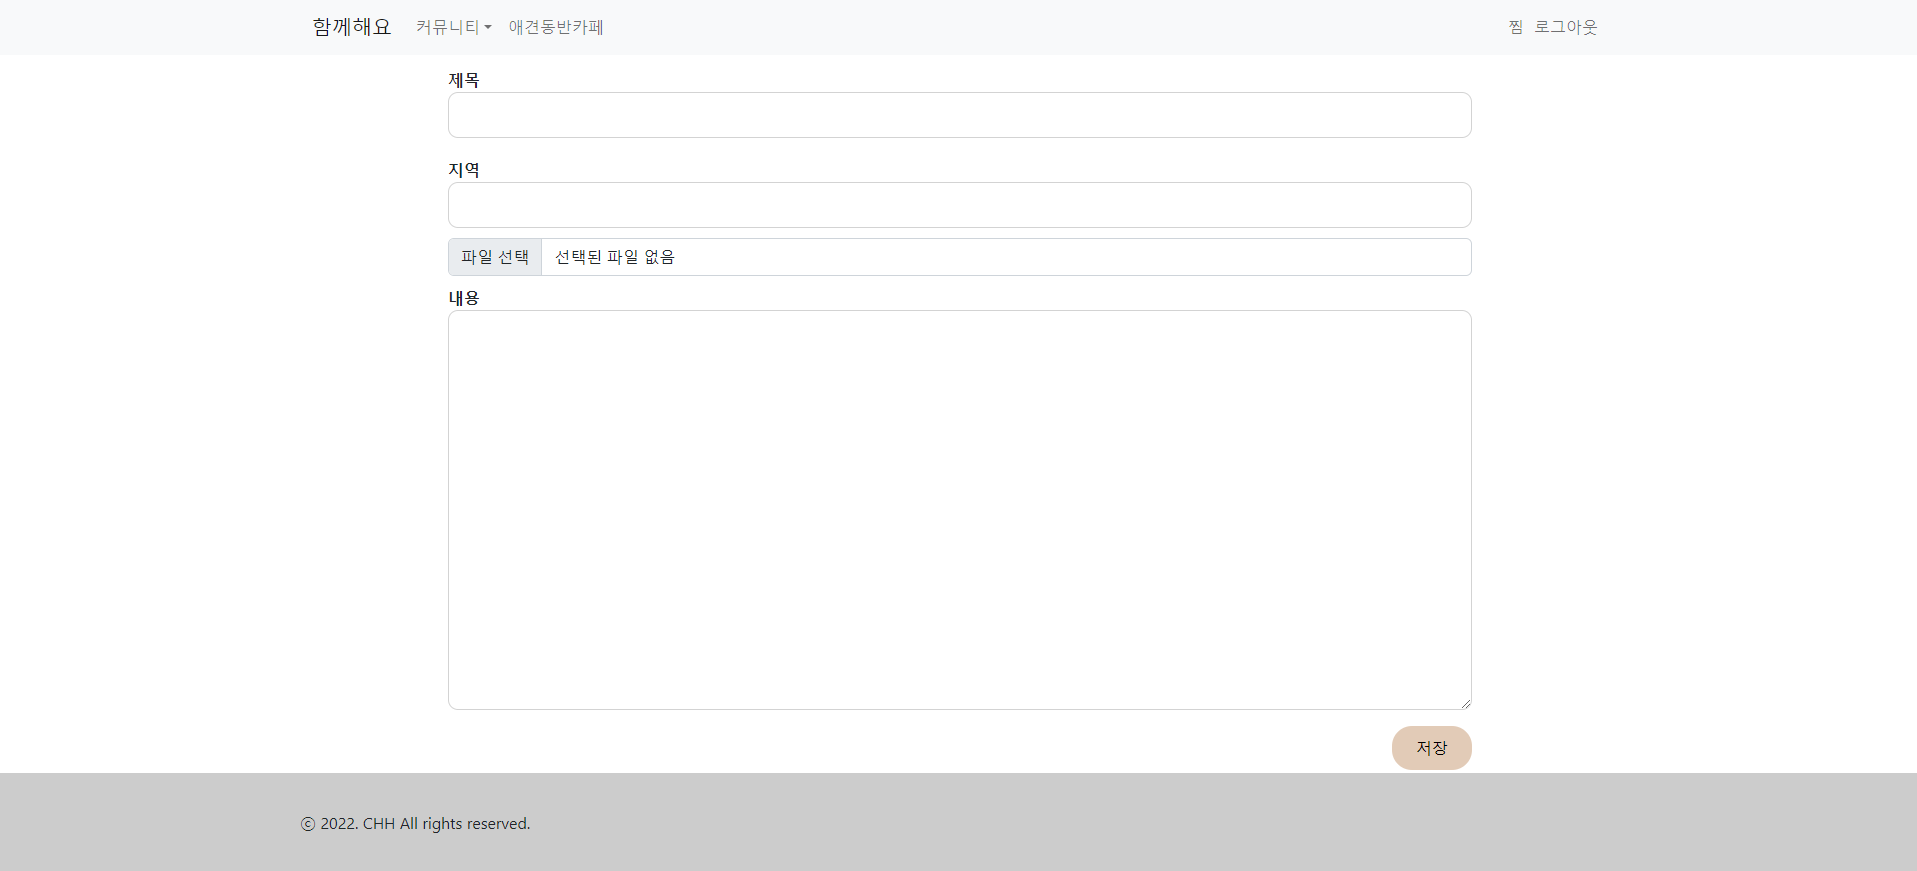 함께해요 커뮤니티 애견동반카페 찜 로그아웃
제목
지역
파일 선택 선택된 파일 없음
내용
저장
ⓒ 2022. CHH All rights reserved.